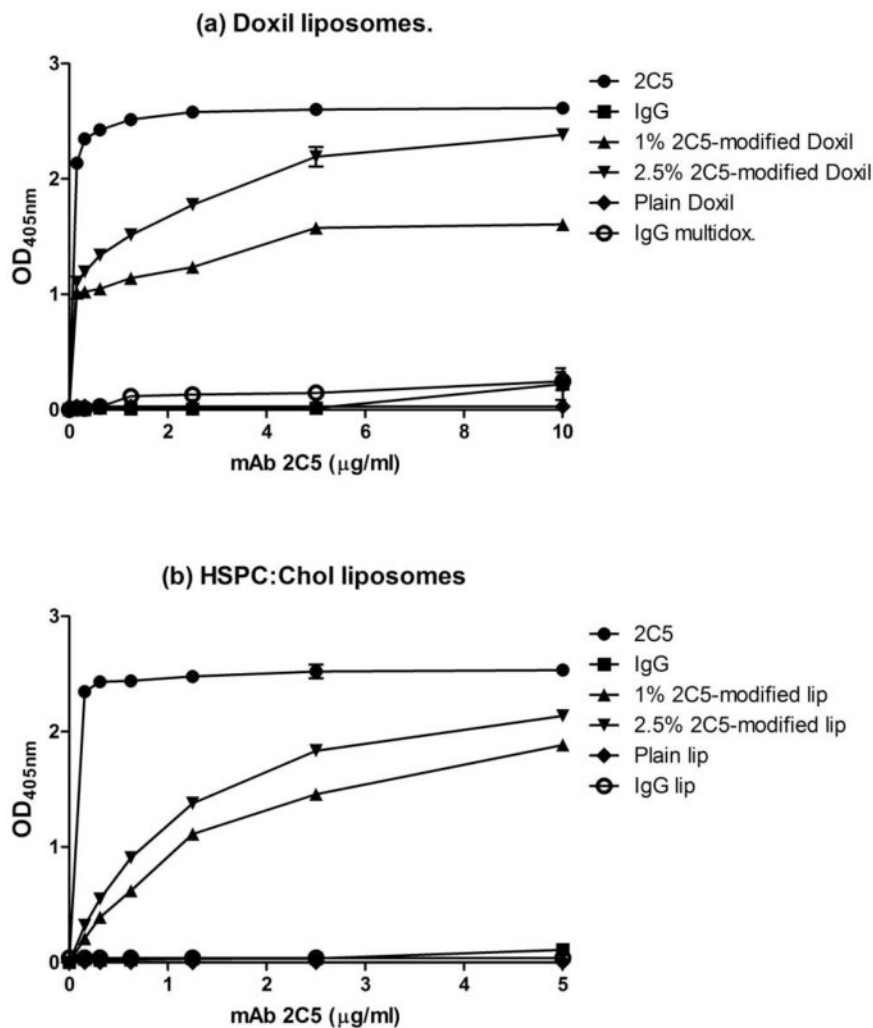 (a) Doxil liposomes.
3
2
1
0
OD405nm
0
2
4
6
8
10
mAb 2C5 (μg/ml)
2C5
IgG
1% 2C5-modified Doxil
2.5% 2C5-modified Doxil
Plain Doxil
IgG multidox.
(b) HSPC:Chol liposomes
3
2
1
0
OD405nm
0
1
2
3
4
5
mAb 2C5 (μg/ml)
2C5
IgG
1% 2C5-modified lip
2.5% 2C5-modified lip
Plain lip
IgG lip